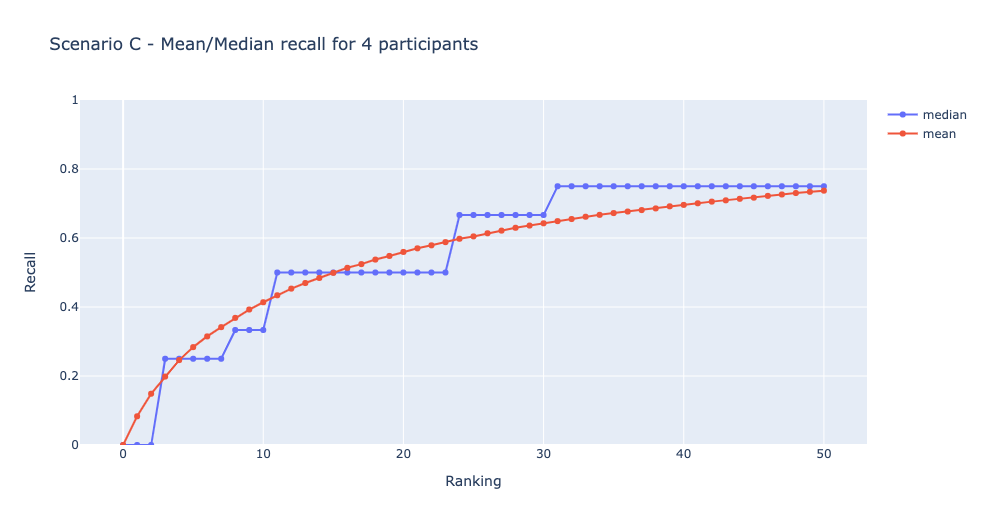 Scenario C - Mean/Median recall for 4 participants
median
mean
1
0.8
0.6
0.4
0.2
0
Recall
0 10 20 30 40 50
Ranking